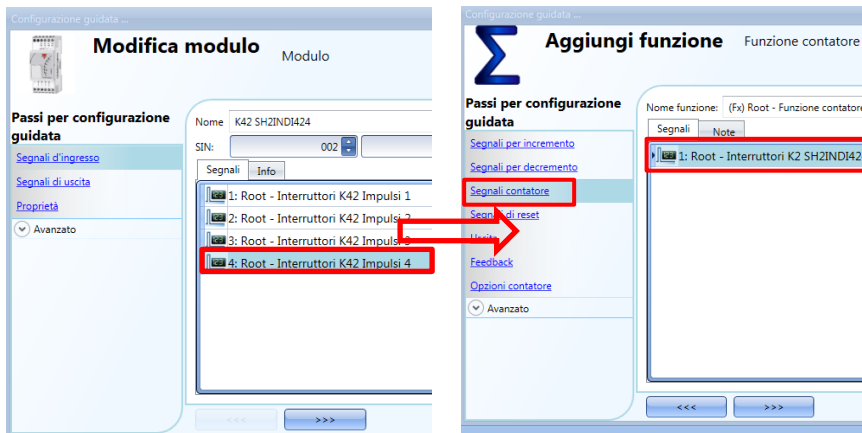 Configurazione guidata ...
Modifica modulo
Modulo
Passi per configurazione
guidata
Segnali d'ingresso
Segnali di uscita
Proprietà
Avanzato
Nome K42 SH2INDI424
SIN: 002
Segnali Info
1: Root - Interruttori K42 Impulsi 1
2: Root - Interruttori K42 Impulsi 2
3: Root - Interruttori K42 Impulsi 3
4: Root - Interruttori K42 Impulsi 4
<<< >>>
Configurazione guidata ...
Aggiungi funzione
Funzione contatore
Passi per configurazione
guidata
Segnali per incremento
Segnali per decremento
Segnali contatore
Segnali di reset
Uscita
Feedback
Opzioni contatore
Avanzato
Nome funzione: (Fx) Root - Funzione contatore
Segnali Note
1: Root - Interruttori K2 SH2INDI42
<<< >>>